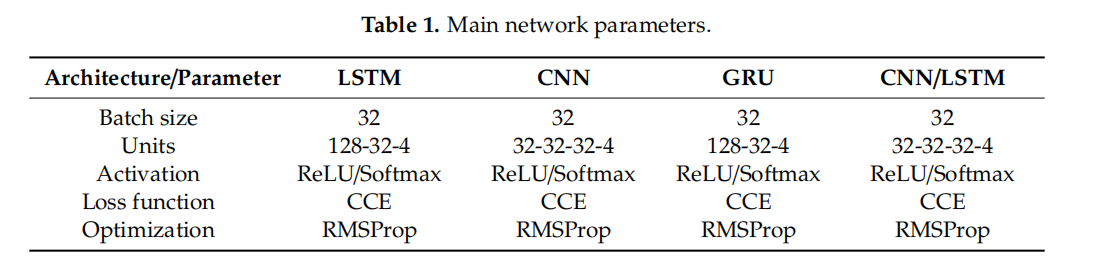 Table 1. Main network parameters.
Architecture/Parameter LSTM CNN GRU CNN/LSTM
Batch size 32 32 32 32
Units 128-32-4 32-32-32-4 128-32-4 32-32-32-4
Activation ReLU/Softmax ReLU/Softmax ReLU/Softmax ReLU/Softmax
Loss function CCE CCE CCE CCE
Optimization RMSProp RMSProp RMSProp RMSProp